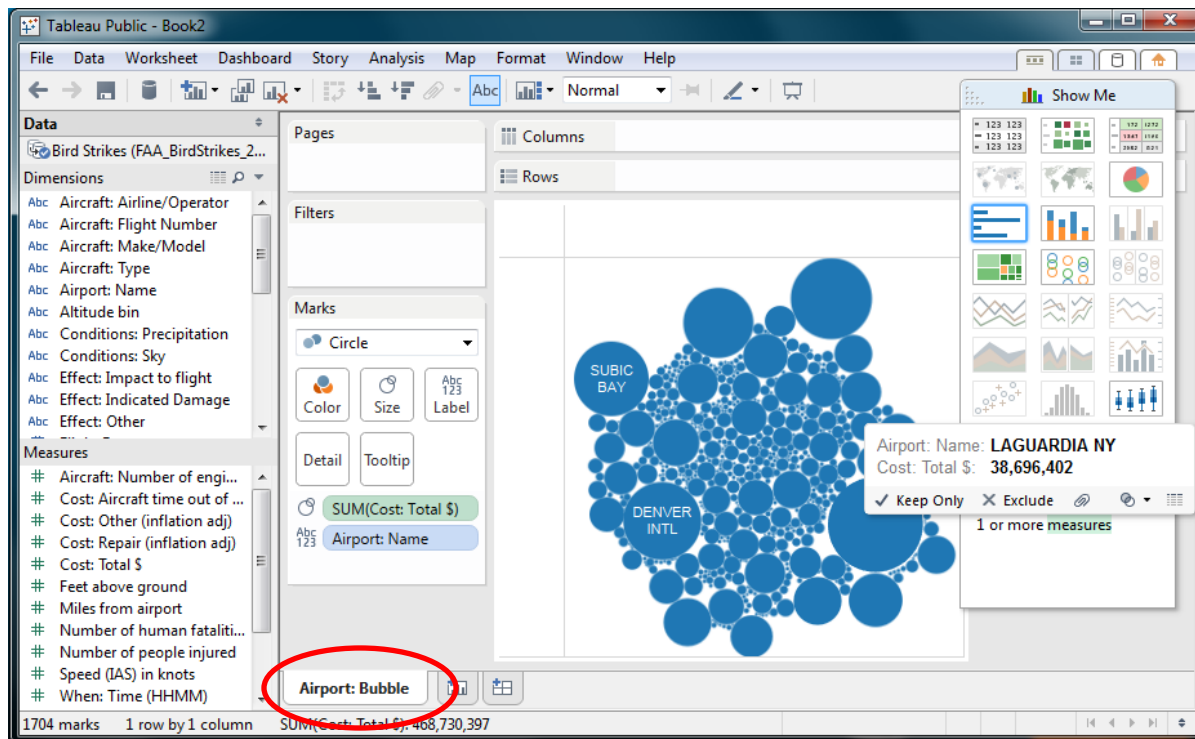 Tableau Public - Book2
File Data Worksheet Dashboard Story Analysis Map Format Window Help
Abc Normal
Data
Bird Strikes (FAA_BirdStrikes_2...
Dimensions
Abc Aircraft: Airline/Operator
Abc Aircraft: Flight Number
Abc Aircraft: Make/Model
Abc Aircraft: Type
Abc Airport: Name
Abc Altitude bin
Abc Conditions: Precipitation
Abc Conditions: Sky
Abc Effect: Impact to flight
Abc Effect: Indicated Damage
Abc Effect: Other
Measures
# Aircraft: Number of engi...
# Cost: Aircraft time out of ...
# Cost: Other (inflation adj)
# Cost: Repair (inflation adj)
# Cost: Total $
# Feet above ground
# Miles from airport
# Number of human fataliti...
# Number of people injured
# Speed (IAS) in knots
# When: Time (HHMM)
Pages
Filters
Marks
Circle
Color Size Abc 123 Label
Detail Tooltip
SUM(Cost: Total $)
Abc 123 Airport: Name
Columns
Rows
SUBIC
BAY
DENVER
INTL
Show Me
123 123
123 123
123 123
Airport: Name: LAGUARDIA NY
Cost: Total $: 38,696,402
Keep Only Exclude
1 or more measures
Airport: Bubble
1704 marks 1 row by 1 column SUM(Cost: Total $): 468,730,397